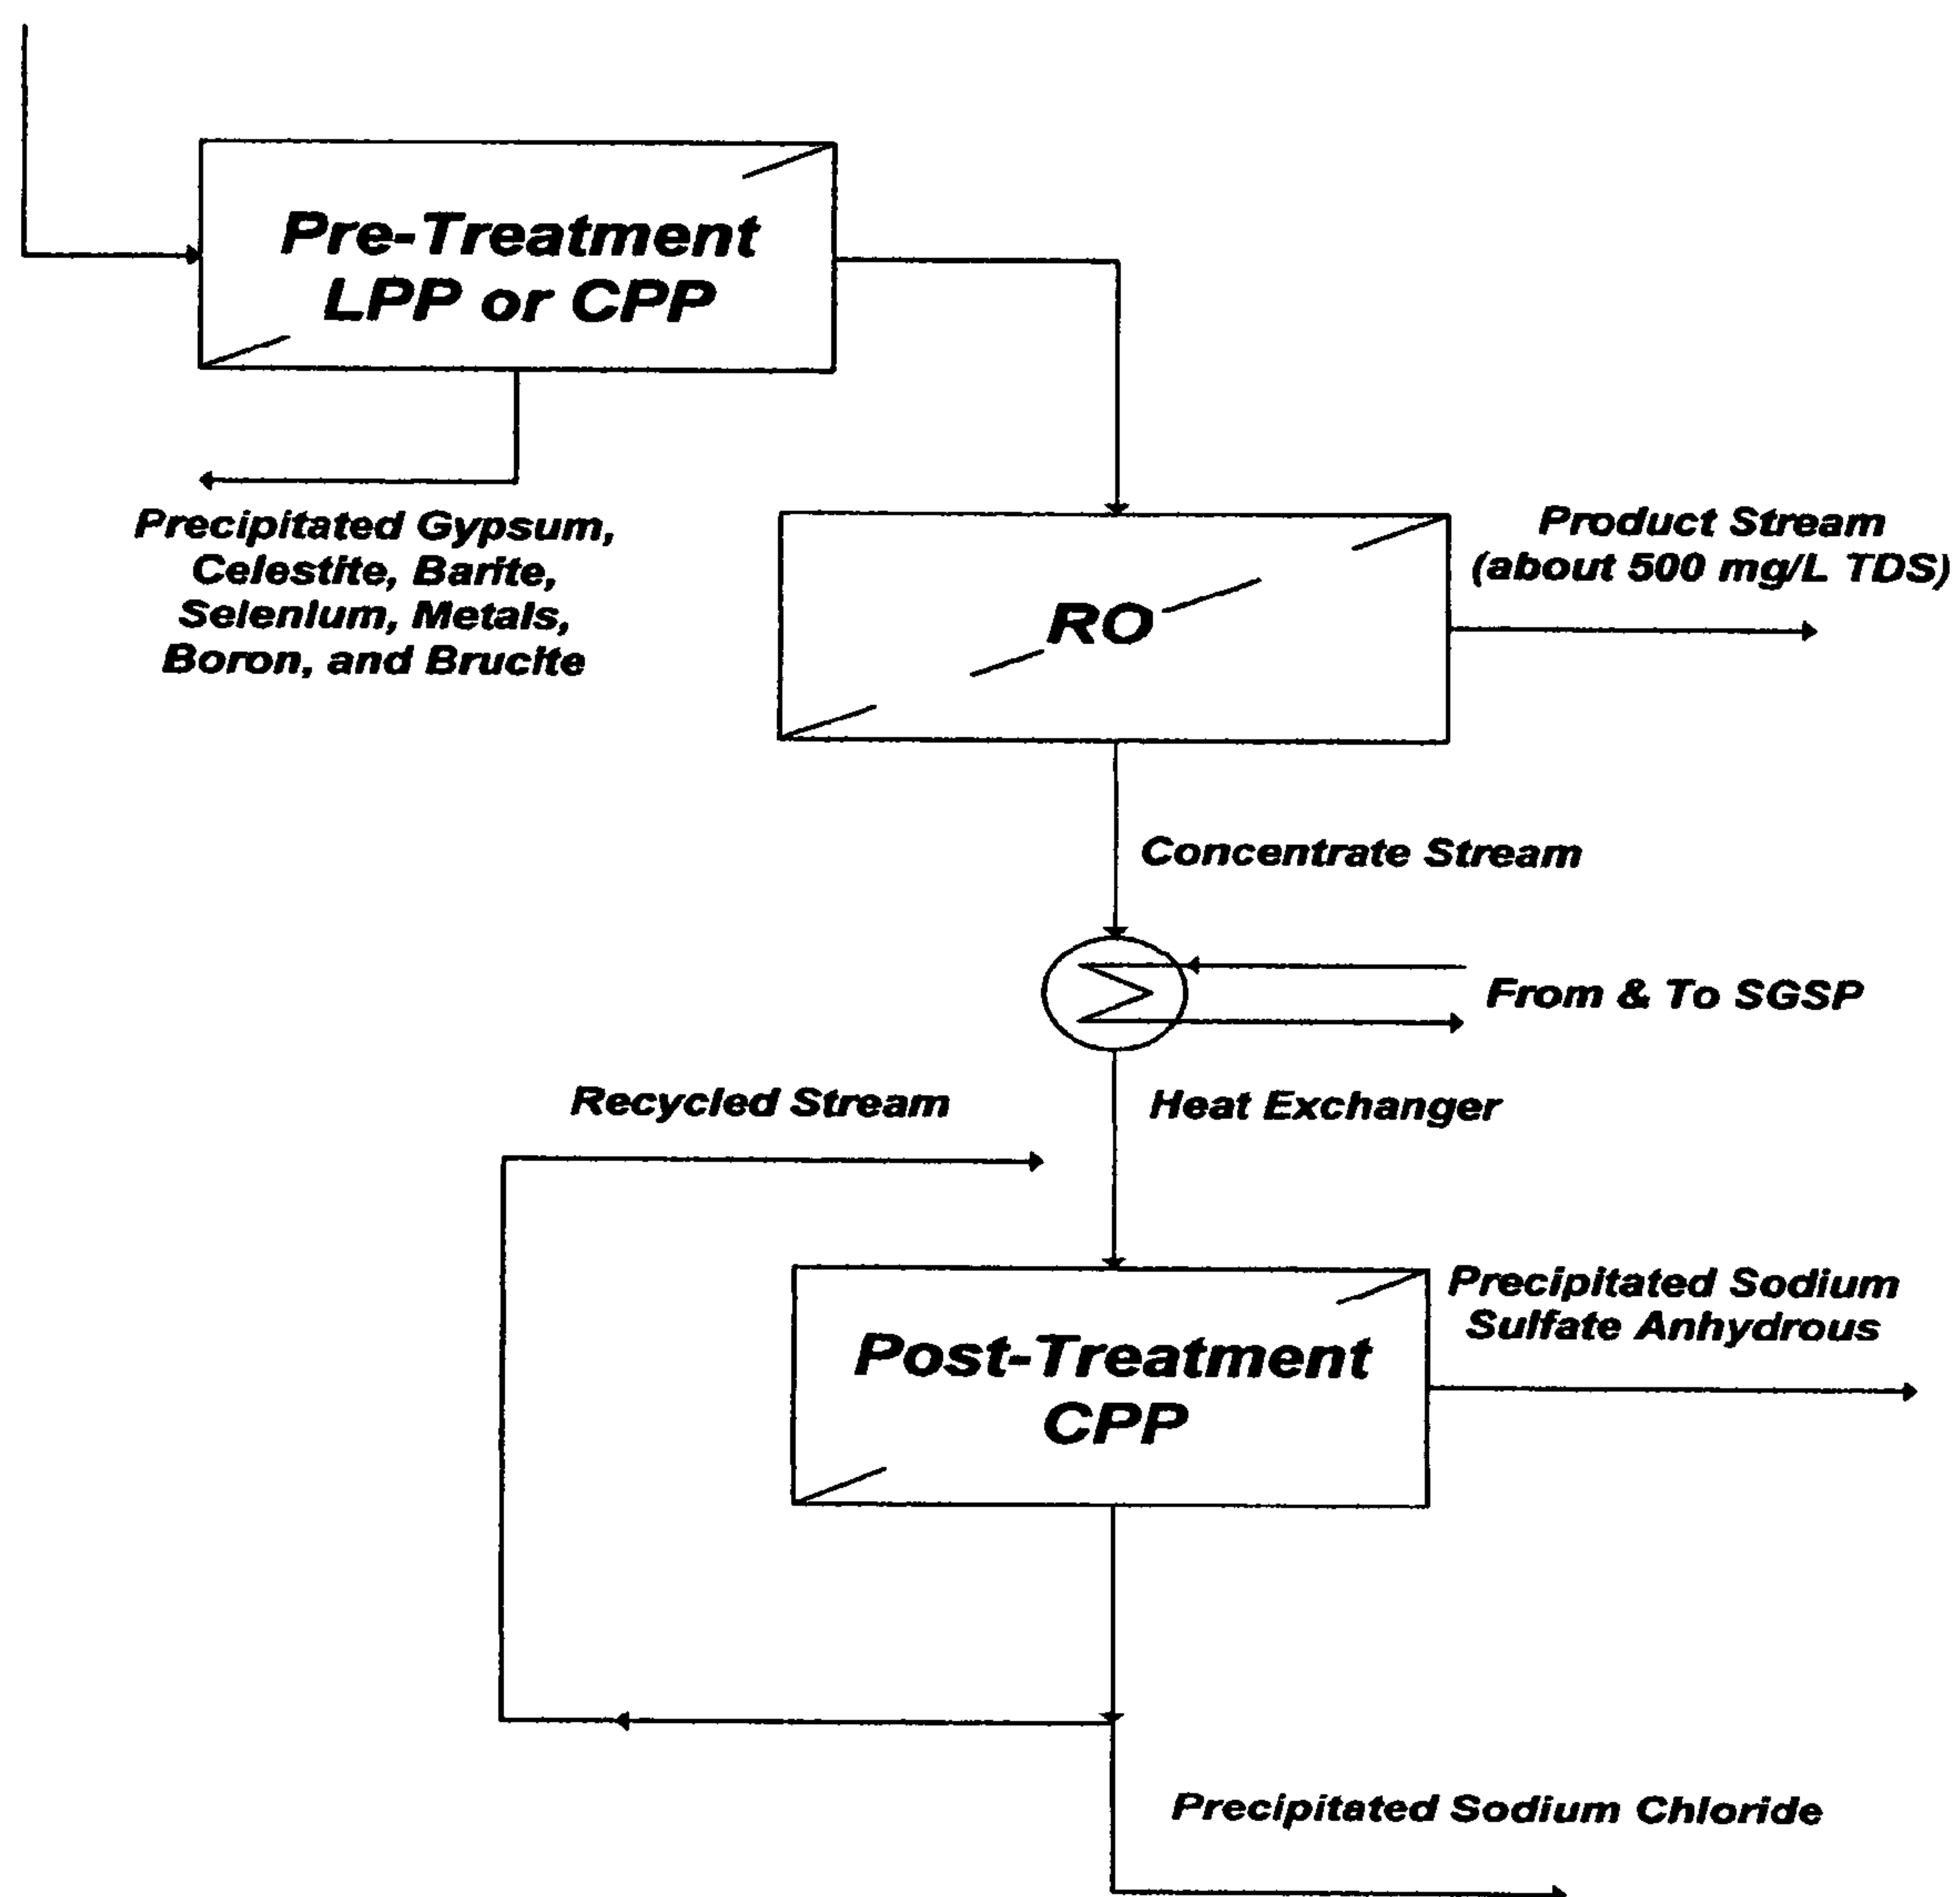 Pre-Treatment
LPP or CPP
Precipitated Gypsum,
Celestite, Barite,
Selenium, Metals,
Boron, and Brucite
RO
Product Stream
(about 500 mg/L TDS)
Concentrate Stream
From & To SGSP
Recycled Stream
Heat Exchanger
Post-Treatment
CPP
Precipitated Sodium
Sulfate Anhydrous
Precipitated Sodium Chloride